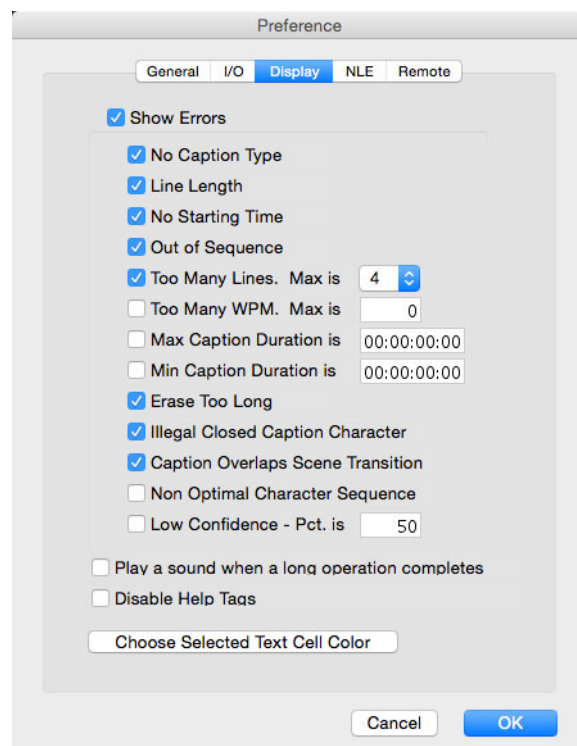 Preference
General I/O Display NLE Remote
Show Errors
No Caption Type
Line Length
No Starting Time
Out of Sequence
Too Many Lines. Max is 4
Too Many WPM. Max is 0
Max Caption Duration is 00:00:00:00
Min Caption Duration is 00:00:00:00
Erase Too Long
Illegal Closed Caption Character
Caption Overlaps Scene Transition
Non Optimal Character Sequence
Low Confidence - Pct. is 50
Play a sound when a long operation completes
Disable Help Tags
Choose Selected Text Cell Color
Cancel OK